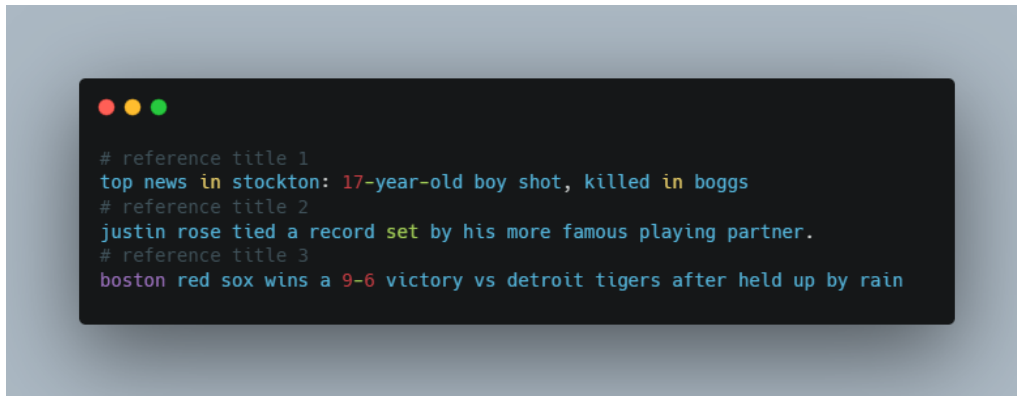 # reference title 1
top news in stockton: 17-year-old boy shot, killed in boggs
# reference title 2
justin rose tied a record set by his more famous playing partner.
# reference title 3
boston red sox wins a 9-6 victory vs detroit tigers after held up by rain